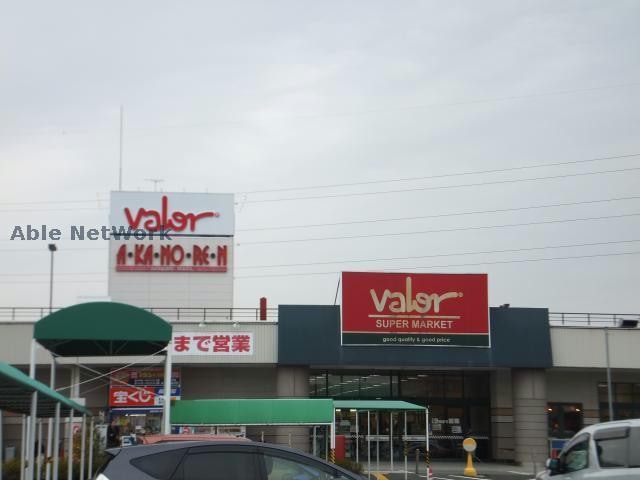 valor
Able NetWork
A·KA·NO·RE·N
valor
SUPER MARKET
good quality & good price
まで営業
宝くじ